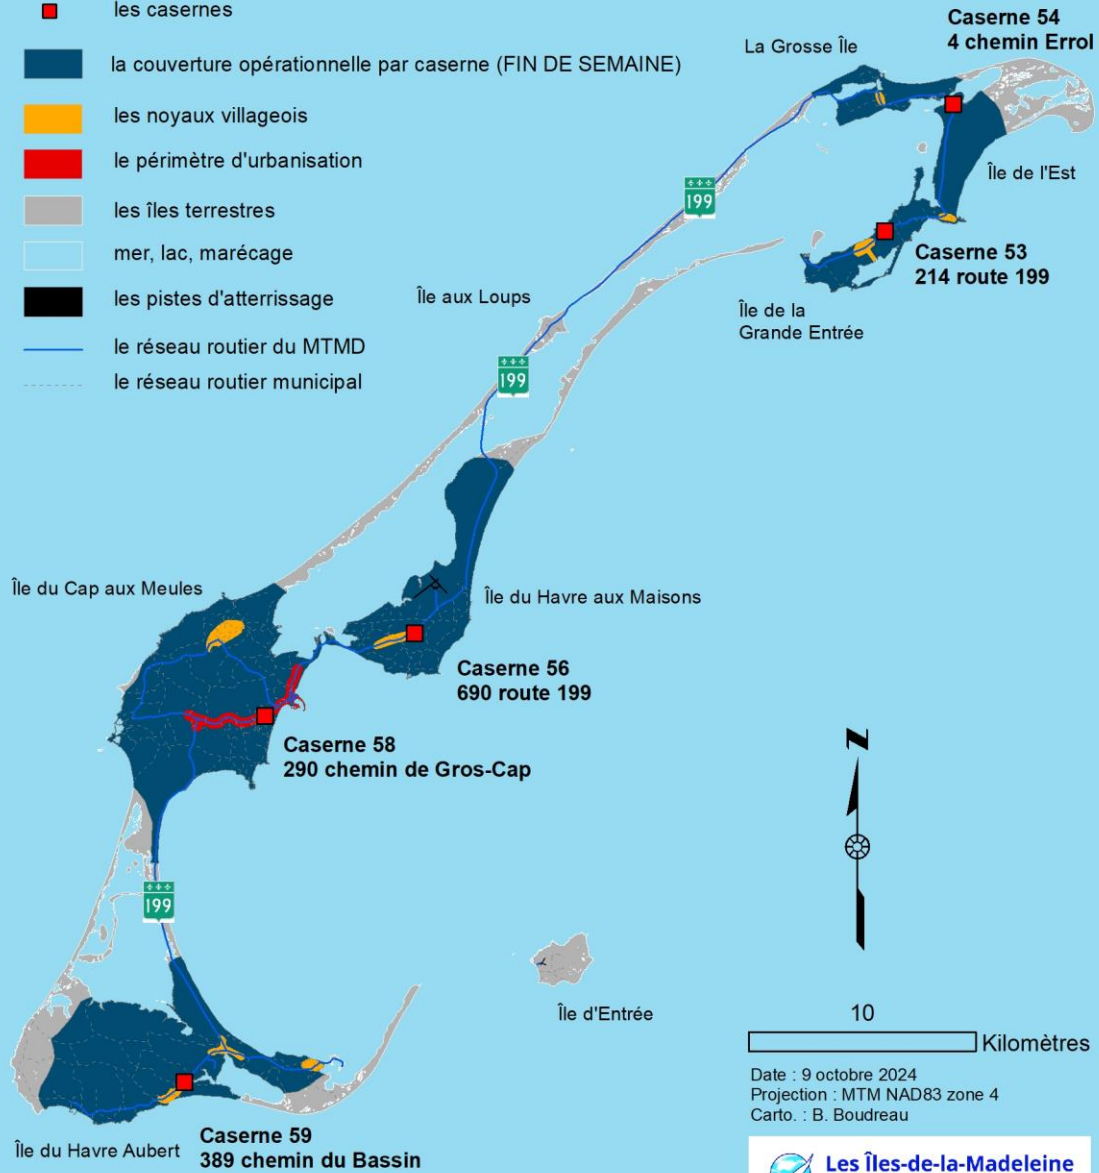 les casernes
la couverture opérationnelle par caserne (FIN DE SEMAINE)
les noyaux villageois
le périmètre d'urbanisation
les îles terrestres
mer, lac, marécage
les pistes d'atterrissage
le réseau routier du MTMD
le réseau routier municipal
Caserne 54
4 chemin Errol
La Grosse Île
Île de l'Est
199
Caserne 53
214 route 199
Île de la
Grande Entrée
Île aux Loups
199
Île du Cap aux Meules
Île du Havre aux Maisons
Caserne 56
690 route 199
Caserne 58
290 chemin de Gros-Cap
N
199
Île d'Entrée
10
Kilomètres
Date : 9 octobre 2024
Projection : MTM NAD83 zone 4
Carto. : B. Boudreau
Île du Havre Aubert
Caserne 59
389 chemin du Bassin
Les Îles-de-la-Madeleine